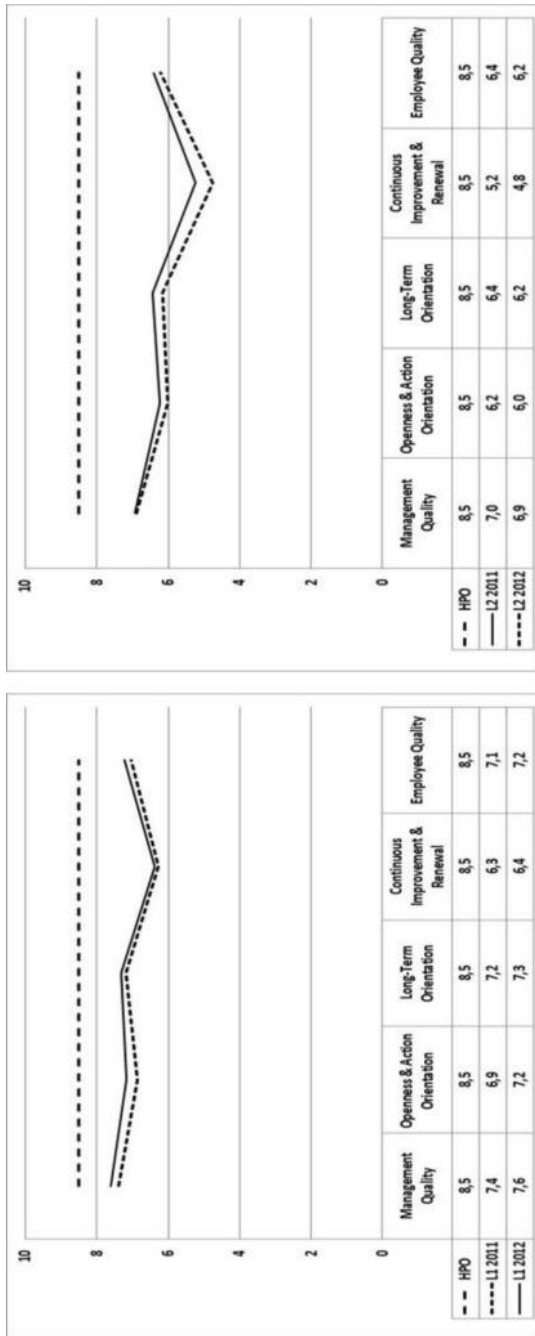 10
8
6
4
2
0
Management Quality
Openness & Action Orientation
Long-Term Orientation
Continuous Improvement & Renewal
Employee Quality
HPO 8,5 8,5 8,5 8,5 8,5
L1 2011 7,4 6,9 7,2 6,3 7,1
L1 2012 7,6 7,2 7,3 6,4 7,2
10
8
6
4
2
0
Management Quality
Openness & Action Orientation
Long-Term Orientation
Continuous Improvement & Renewal
Employee Quality
HPO 8,5 8,5 8,5 8,5 8,5
L2 2011 7,0 6,2 6,4 5,2 6,4
L2 2012 6,9 6,0 6,2 4,8 6,2